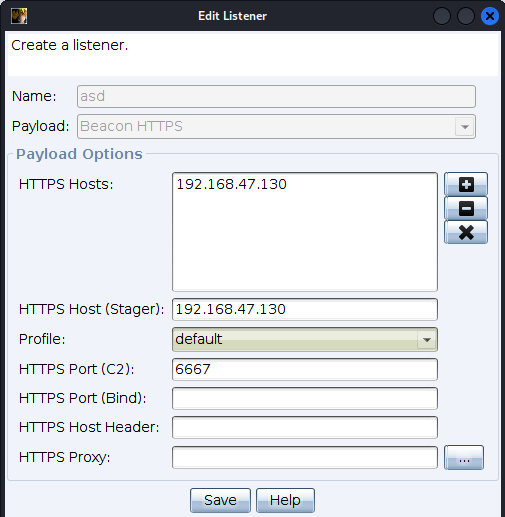 Edit Listener
Create a listener.
Name: asd
Payload: Beacon HTTPS
Payload Options
HTTPS Hosts: 192.168.47.130
HTTPS Host (Stager): 192.168.47.130
Profile: default
HTTPS Port (C2): 6667
HTTPS Port (Bind):
HTTPS Host Header:
HTTPS Proxy: ...
Save Help